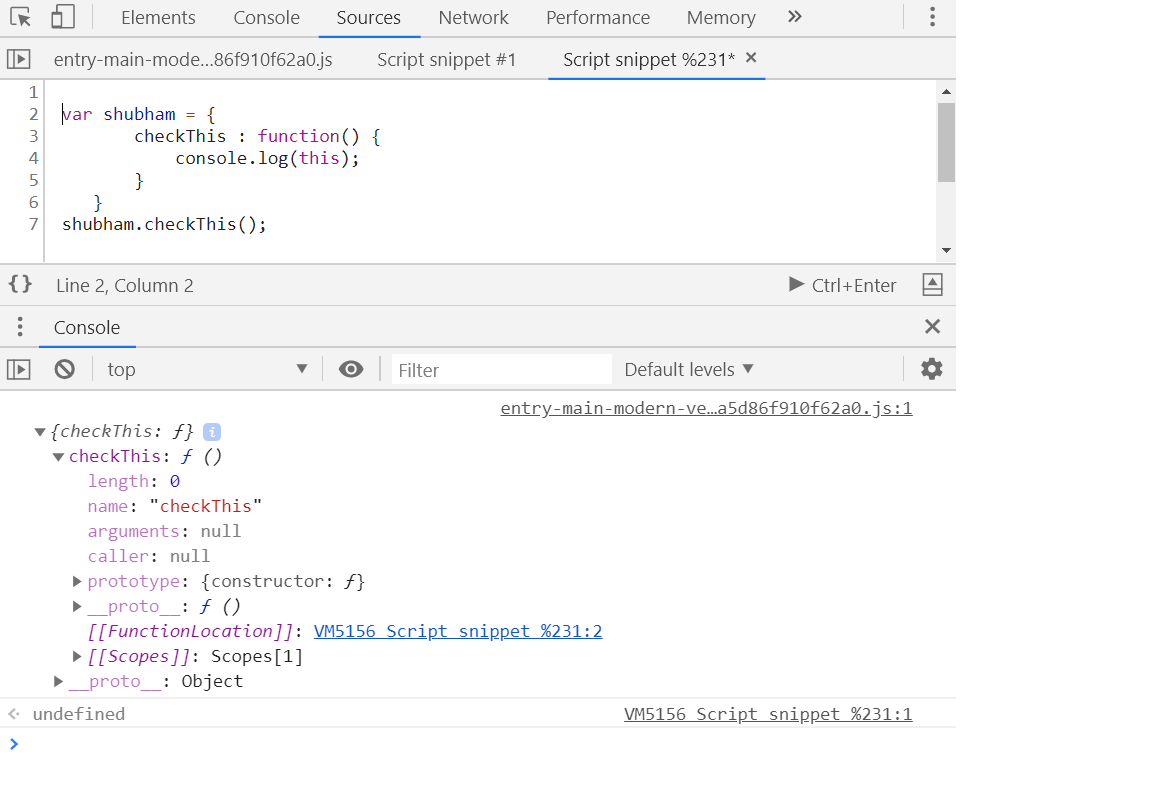 Elements Console Sources Network Performance Memory »
entry-main-mode...86f910f62a0.js Script snippet #1 Script snippet %231* ×
1
2 var shubham = {
3 checkThis : function() {
4 console.log(this);
5 }
6 }
7 shubham.checkThis();
{} Line 2, Column 2 Ctrl+Enter
Console
top Filter Default levels
entry-main-modern-ve…a5d86f910f62a0.js:1
{checkThis: ƒ} i
checkThis: ƒ ()
length: 0
name: "checkThis"
arguments: null
caller: null
prototype: {constructor: ƒ}
__proto__: ƒ ()
[[FunctionLocation]]: VM5156 Script snippet %231:2
[[Scopes]]: Scopes[1]
__proto__: Object
undefined VM5156 Script snippet %231:1